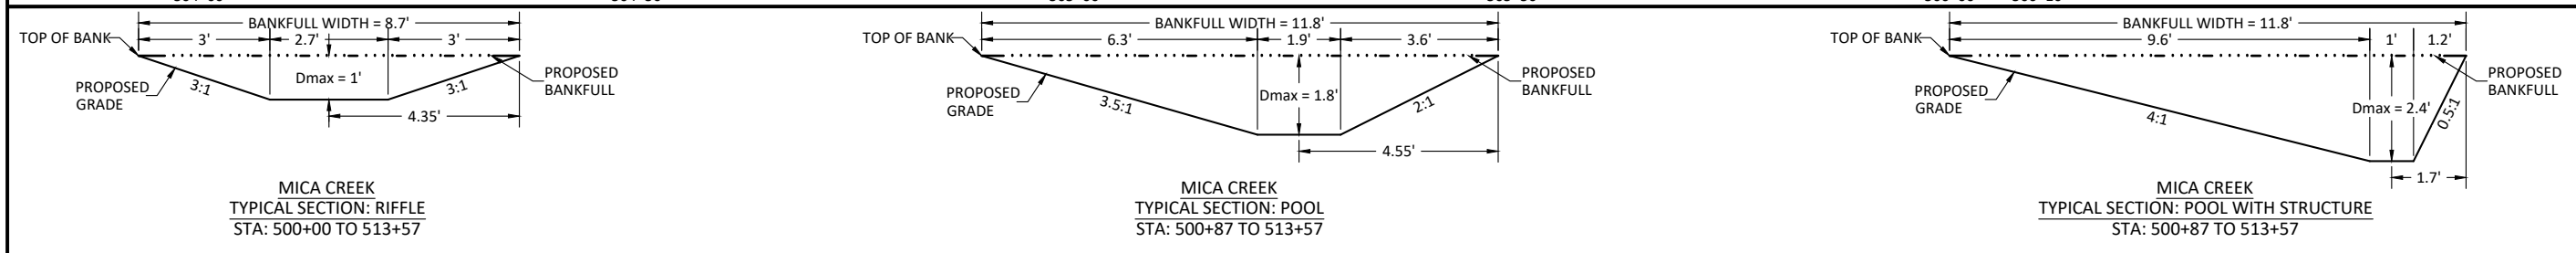 BANKFULL WIDTH = 8.7'
TOP OF BANK
3'
2.7'
3'
Dmax = 1'
PROPOSED
GRADE
3:1
3:1
PROPOSED
BANKFULL
4.35'
MICA CREEK
TYPICAL SECTION: RIFFLE
STA: 500+00 TO 513+57
BANKFULL WIDTH = 11.8'
TOP OF BANK
6.3'
1.9'
3.6'
PROPOSED
GRADE
3.5:1
Dmax = 1.8'
2:1
PROPOSED
BANKFULL
4.55'
MICA CREEK
TYPICAL SECTION: POOL
STA: 500+87 TO 513+57
BANKFULL WIDTH = 11.8'
TOP OF BANK
9.6'
1'
1.2'
PROPOSED
GRADE
4:1
Dmax = 2.4'
0.5:1
PROPOSED
BANKFULL
1.7'
MICA CREEK
TYPICAL SECTION: POOL WITH STRUCTURE
STA: 500+87 TO 513+57